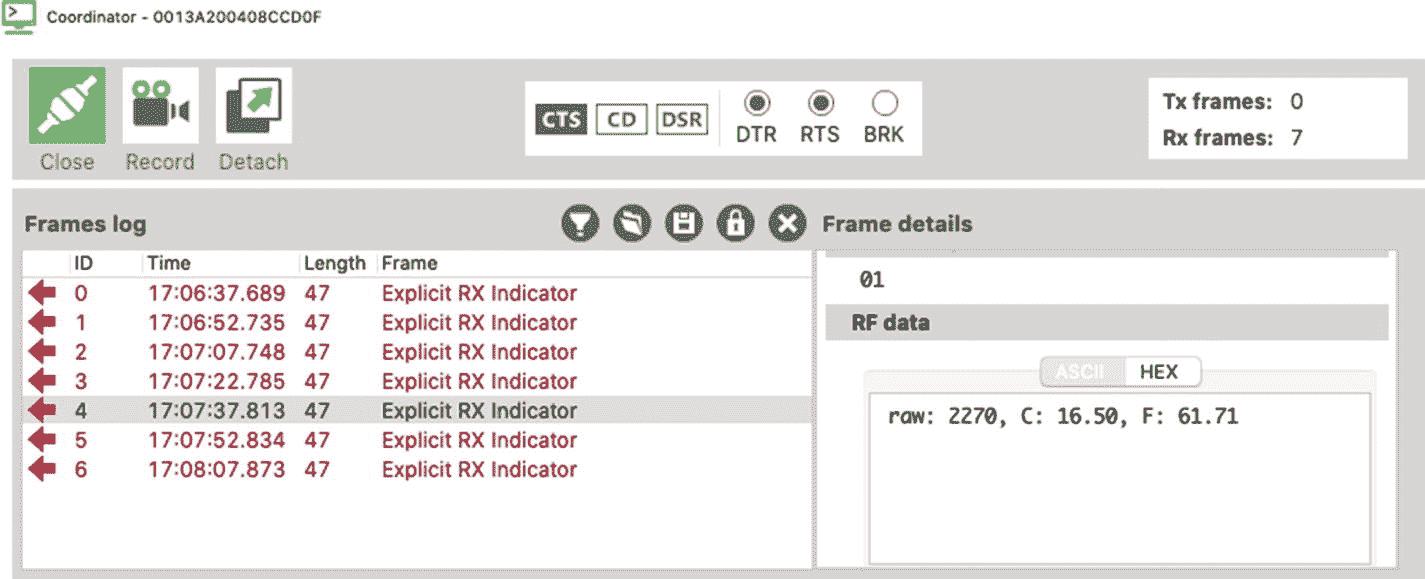 Coordinator - 0013A200408CCD0F
Close Record Detach
CTS CD DSR DTR RTS BRK
Tx frames: 0
Rx frames: 7
Frames log
ID Time Length Frame
0 17:06:37.689 47 Explicit RX Indicator
1 17:06:52.735 47 Explicit RX Indicator
2 17:07:07.748 47 Explicit RX Indicator
3 17:07:22.785 47 Explicit RX Indicator
4 17:07:37.813 47 Explicit RX Indicator
5 17:07:52.834 47 Explicit RX Indicator
6 17:08:07.873 47 Explicit RX Indicator
Frame details
01
RF data
ASCII HEX
raw: 2270, C: 16.50, F: 61.71